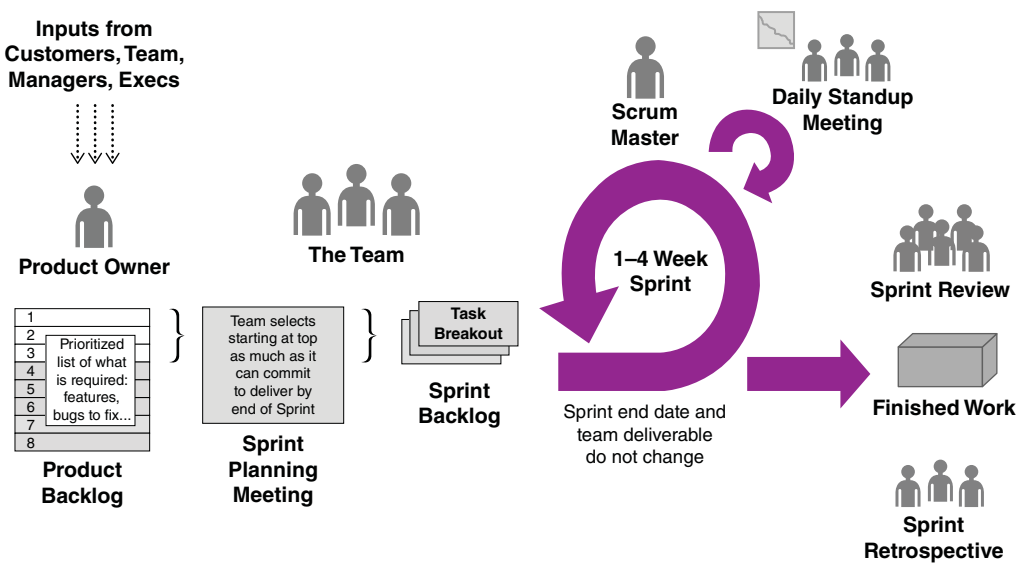 Inputs from
Customers, Team,
Managers, Execs
Product Owner
The Team
Scrum
Master
Daily Standup
Meeting
1–4 Week
Sprint
Sprint Review
1
2
3
4
5
6
7
8
Prioritized
list of what
is required:
features,
bugs to fix...
Product
Backlog
Team selects
starting at top
as much as it
can commit
to deliver by
end of Sprint
Sprint
Planning
Meeting
Task
Breakout
Sprint
Backlog
Sprint end date and
team deliverable
do not change
Finished Work
Sprint
Retrospective